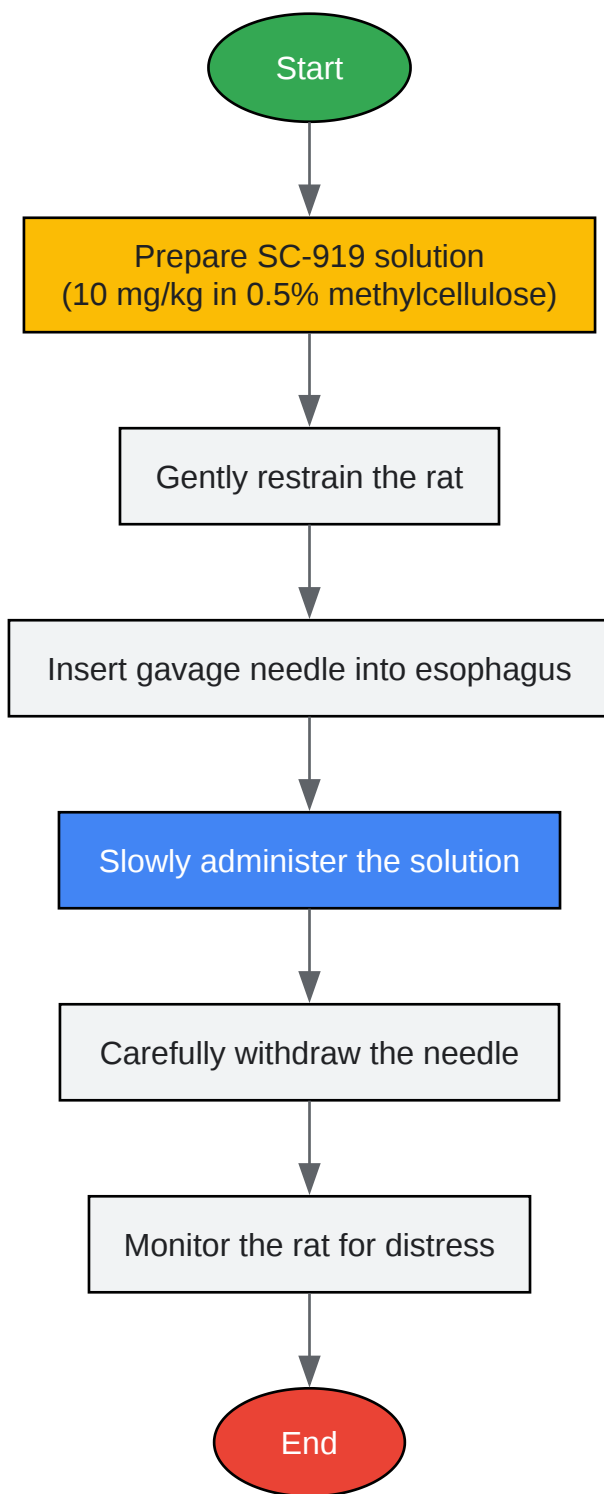 Start
Prepare SC-919 solution
(10 mg/kg in 0.5% methylcellulose)
Gently restrain the rat
Insert gavage needle into esophagus
Slowly administer the solution
Carefully withdraw the needle
Monitor the rat for distress
End